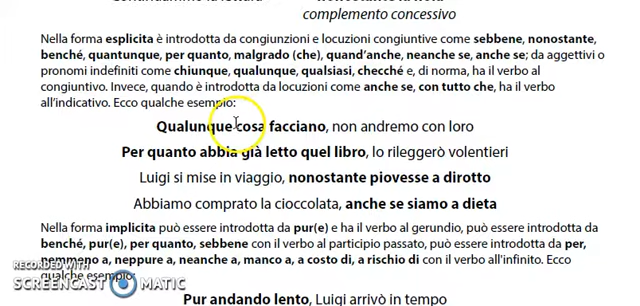 nonostante la nota
complemento concessivo
Nella forma esplicita è introdotta da congiunzioni e locuzioni congiuntive come sebbene, nonostante,
benché, quantunque, per quanto, malgrado (che), quand'anche, neanche se, anche se; da aggettivi o
pronomi indefiniti come chiunque, qualunque, qualsiasi, checché e, di norma, ha il verbo al
congiuntivo. Invece, quando è introdotta da locuzioni come anche se, con tutto che, ha il verbo
all'indicativo. Ecco qualche esempio:
Qualunque cosa facciano, non andremo con loro
Per quanto abbia già letto quel libro, lo rileggerò volentieri
Luigi si mise in viaggio, nonostante piovesse a dirotto
Abbiamo comprato la cioccolata, anche se siamo a dieta
Nella forma implicita può essere introdotta da pur(e) e ha il verbo al gerundio, può essere introdotta da
benché, pur(e), per quanto, sebbene con il verbo al participio passato, può essere introdotta da per,
nemmeno a, neppure a, neanche a, manco a, a costo di, a rischio di con il verbo all'infinito. Ecco
qualche esempio:
RECORDED WITH
SCREENCAST MATIC
Pur andando lento, Luigi arrivò in tempo